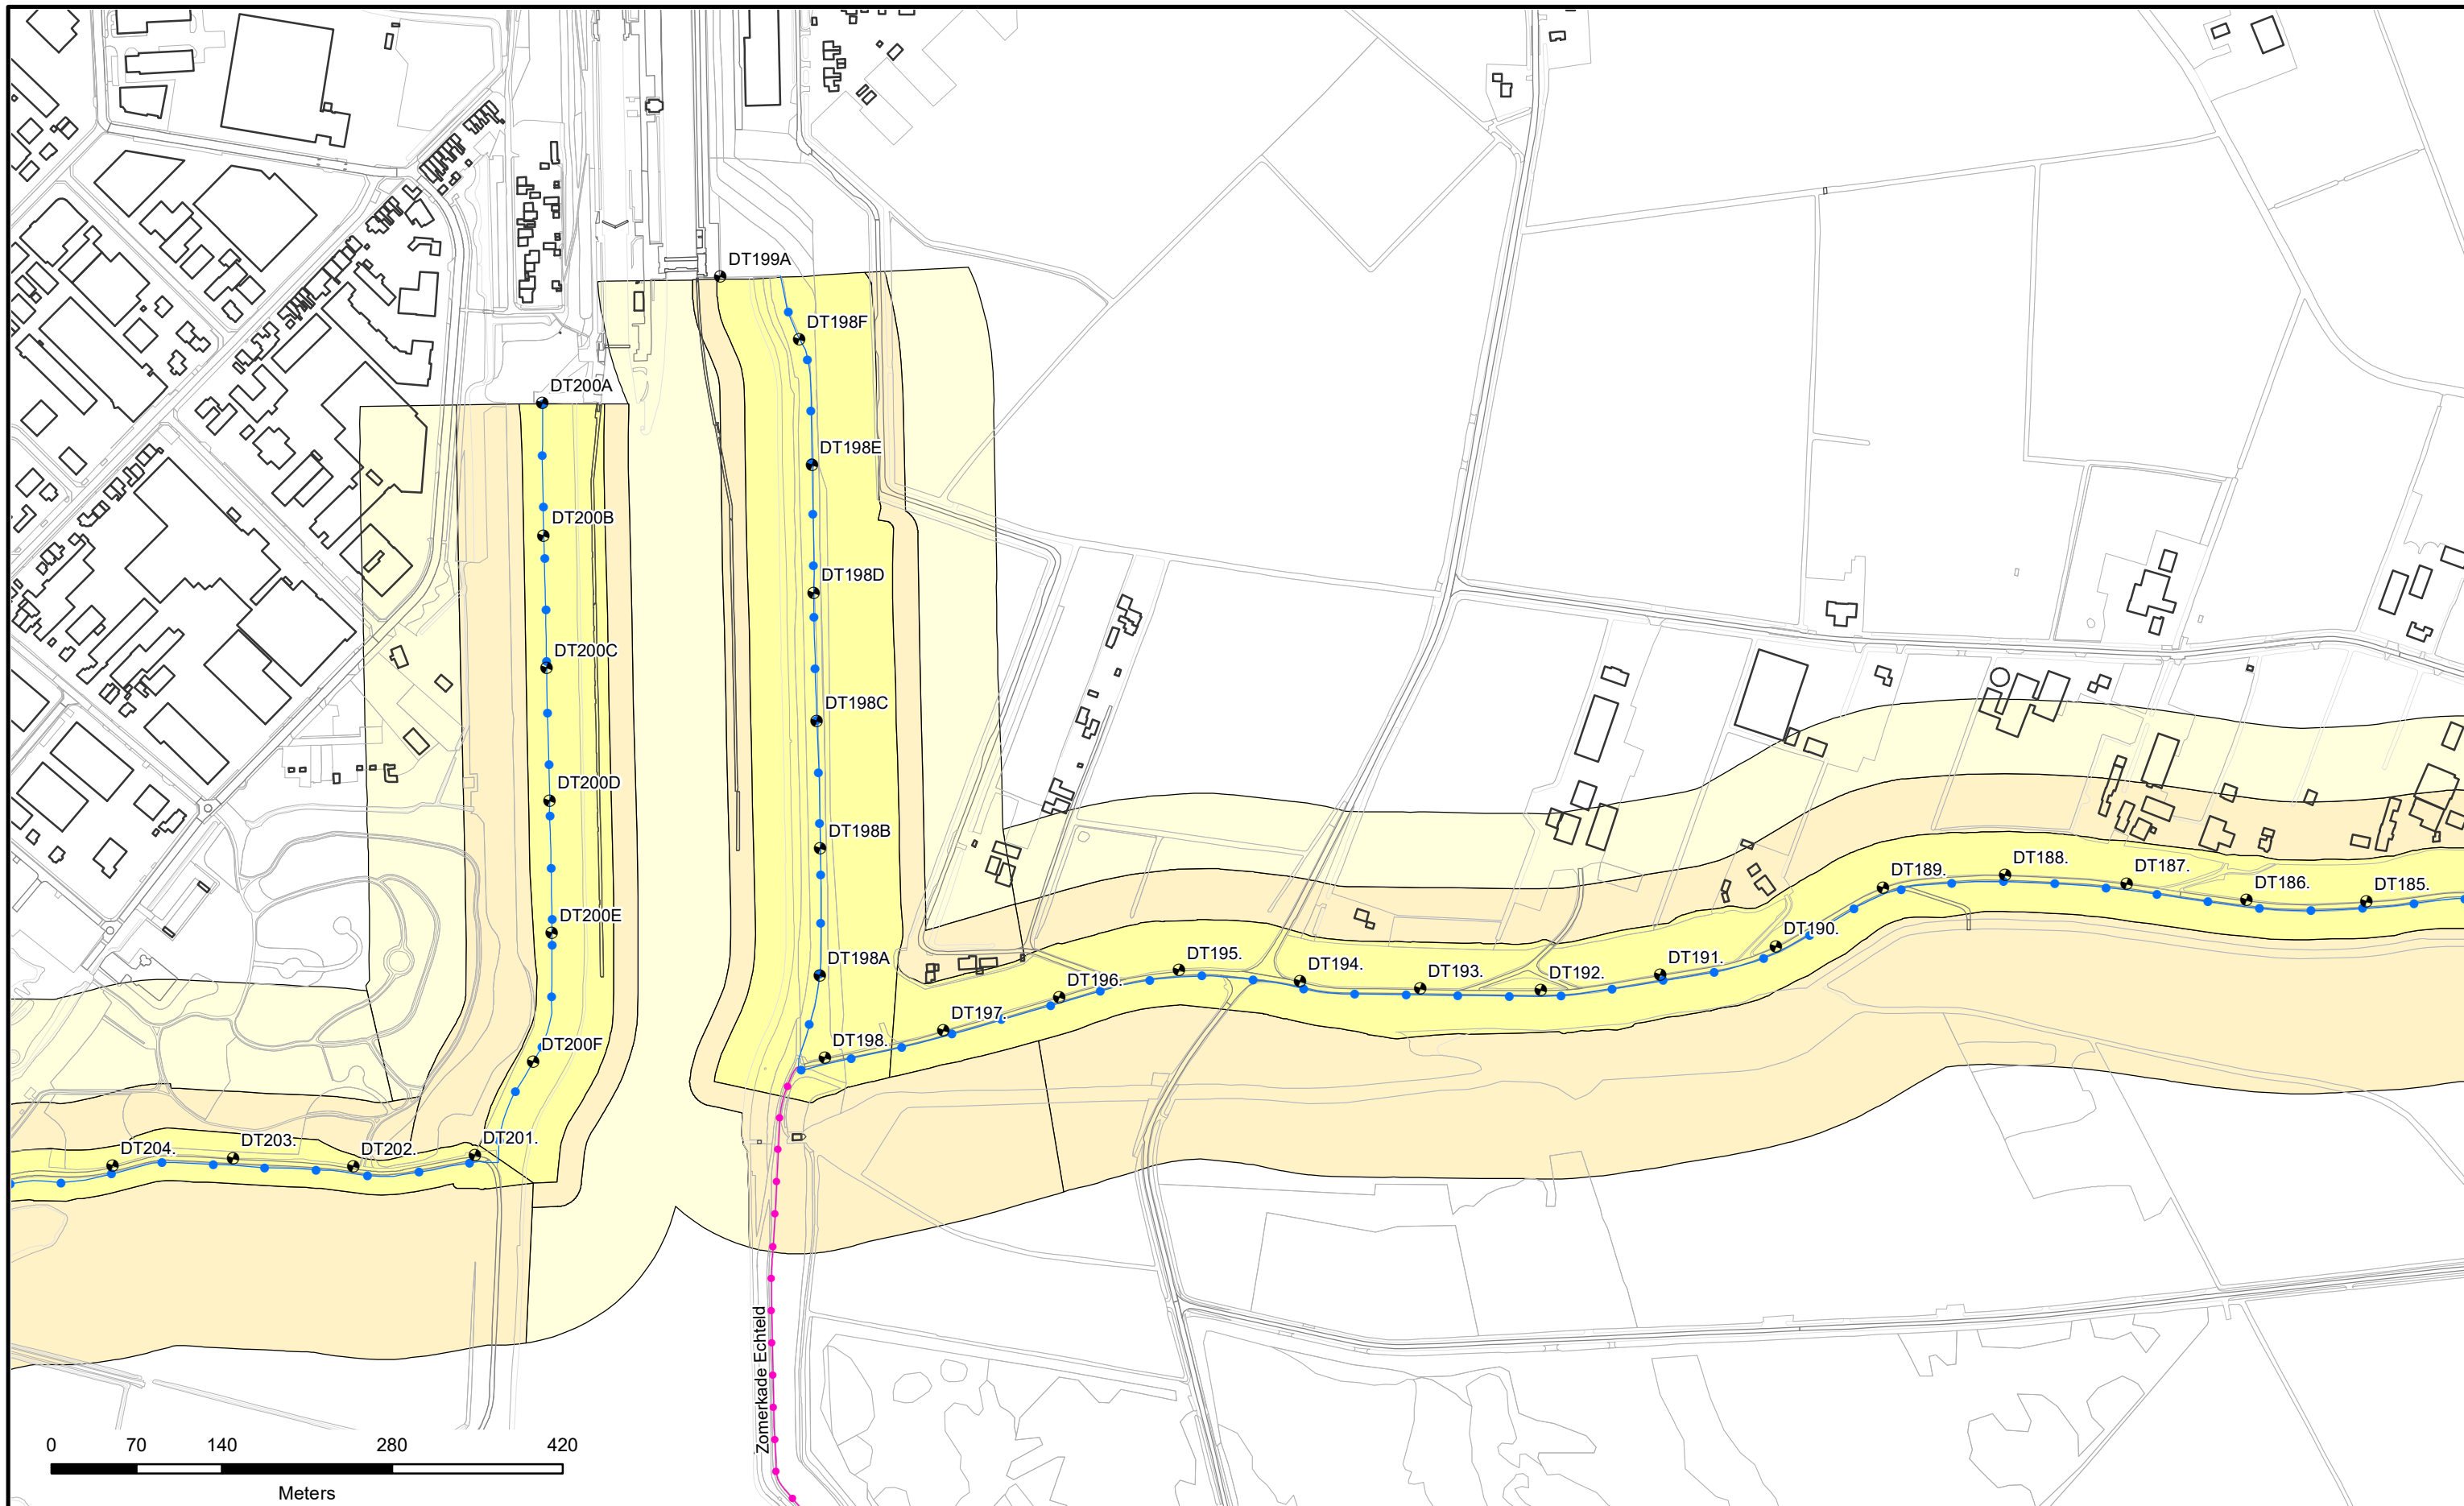 DT199A
DT198F
DT200A
DT198E
DT200B
DT198D
DT200C
DT198C
DT200D
DT198B
DT200E
DT198A
DT200F
DT198.
DT197.
DT196.
DT195.
DT194.
DT193.
DT192.
DT191.
DT190.
DT189.
DT188.
DT187.
DT186.
DT185.
DT204.
DT203.
DT202.
DT201.
Zomerkade Echteld
0 70 140 280 420
Meters